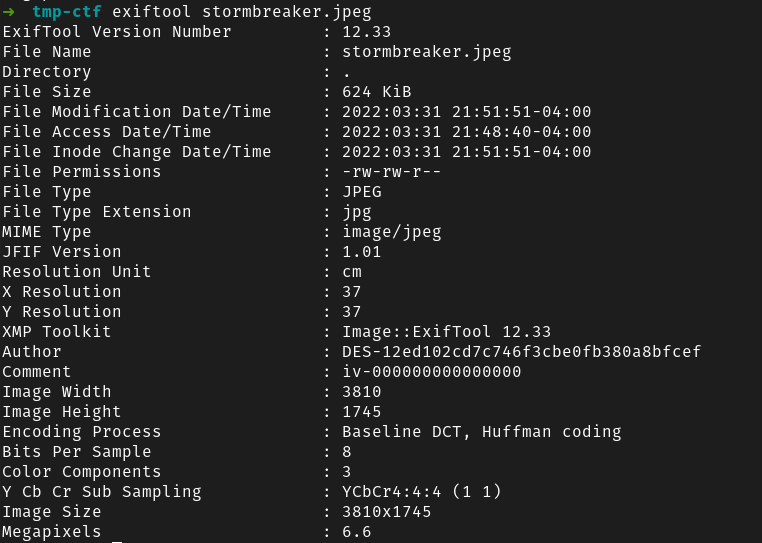 →  tmp-ctf exiftool stormbreaker.jpeg
ExifTool Version Number         : 12.33
File Name                       : stormbreaker.jpeg
Directory                       : .
File Size                       : 624 KiB
File Modification Date/Time     : 2022:03:31 21:51:51-04:00
File Access Date/Time           : 2022:03:31 21:48:40-04:00
File Inode Change Date/Time     : 2022:03:31 21:51:51-04:00
File Permissions                : -rw-rw-r--
File Type                       : JPEG
File Type Extension             : jpg
MIME Type                       : image/jpeg
JFIF Version                    : 1.01
Resolution Unit                 : cm
X Resolution                    : 37
Y Resolution                    : 37
XMP Toolkit                     : Image::ExifTool 12.33
Author                          : DES-12ed102cd7c746f3cbe0fb380a8bfcef
Comment                         : iv-000000000000000
Image Width                     : 3810
Image Height                    : 1745
Encoding Process                : Baseline DCT, Huffman coding
Bits Per Sample                 : 8
Color Components                : 3
Y Cb Cr Sub Sampling            : YCbCr4:4:4 (1 1)
Image Size                      : 3810x1745
Megapixels                      : 6.6